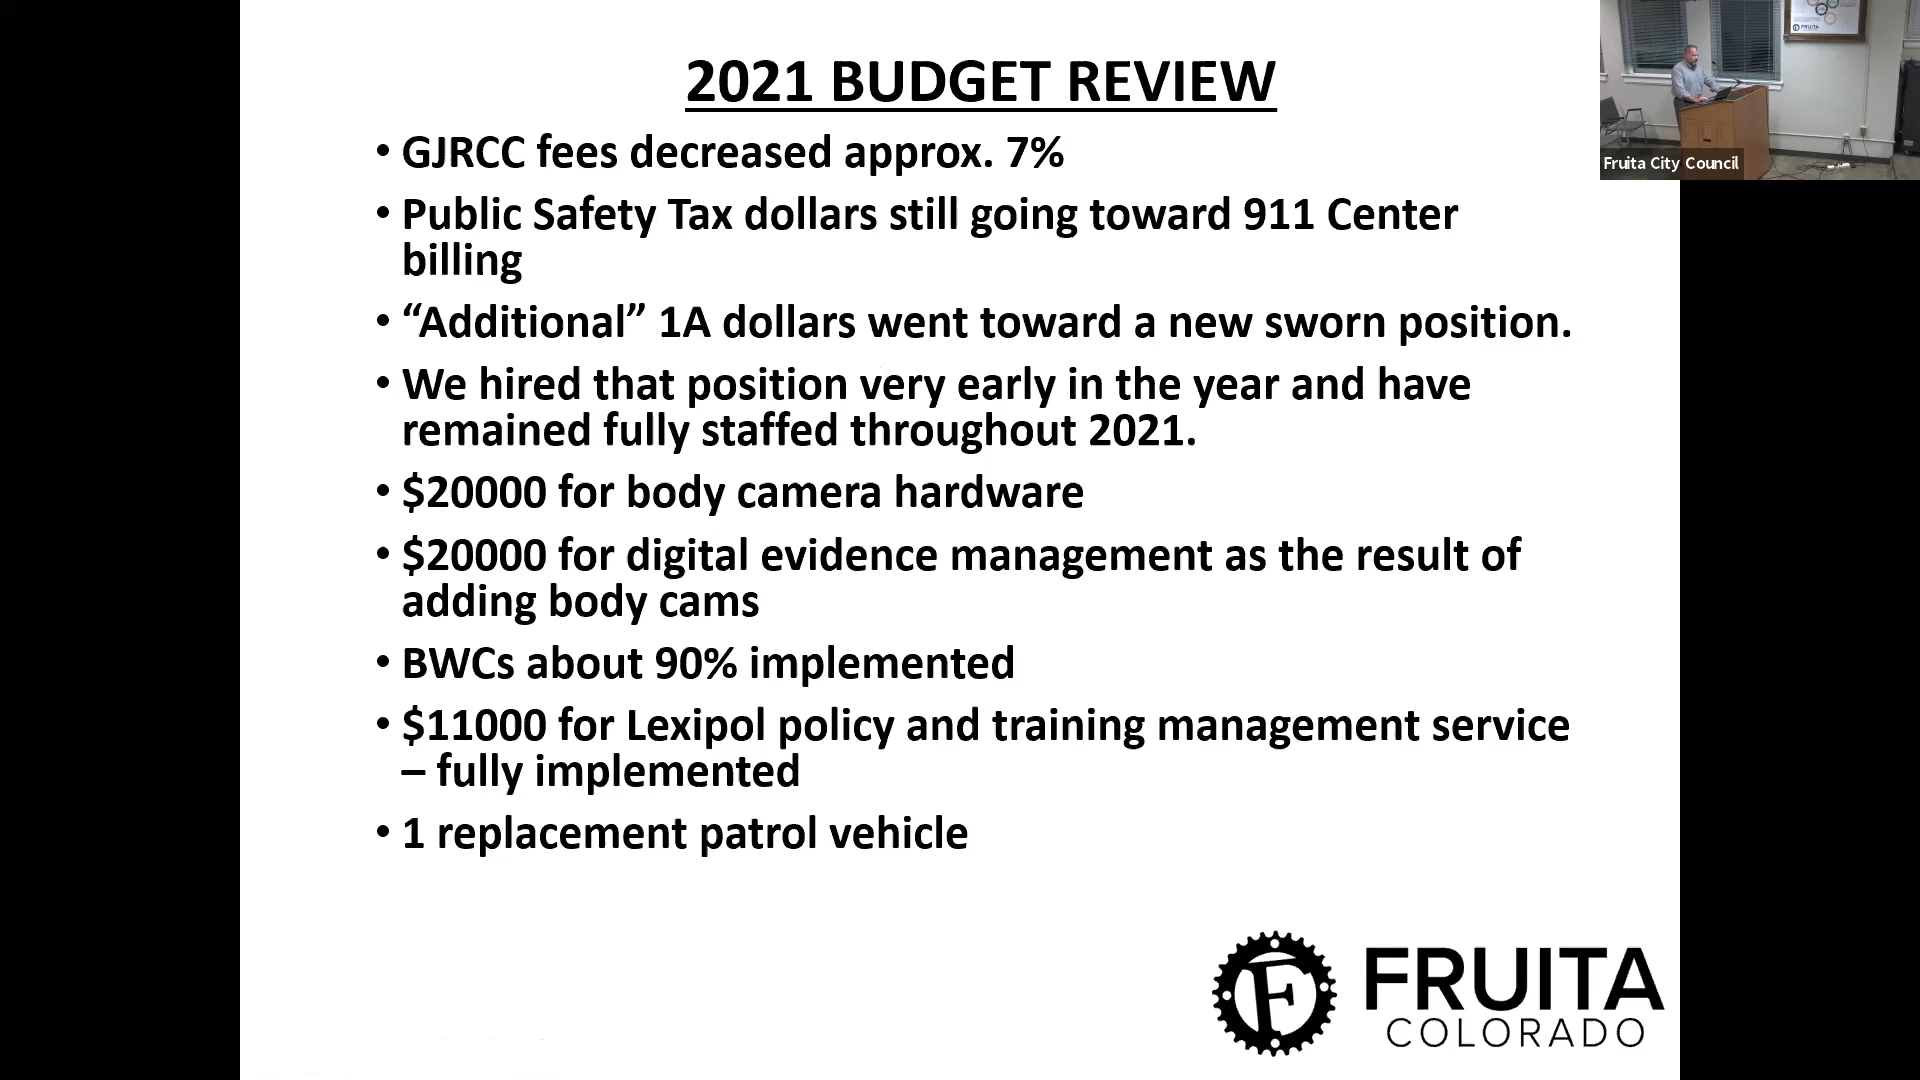 2021 BUDGET REVIEW
• GJRCC fees decreased approx. 7%
• Public Safety Tax dollars still going toward 911 Center
billing
• “Additional” 1A dollars went toward a new sworn position.
• We hired that position very early in the year and have
remained fully staffed throughout 2021.
• $20000 for body camera hardware
• $20000 for digital evidence management as the result of
adding body cams
• BWCs about 90% implemented
• $11000 for Lexipol policy and training management service
– fully implemented
• 1 replacement patrol vehicle
F
FRUITA
COLORADO
FRUITA
Fruita City Council